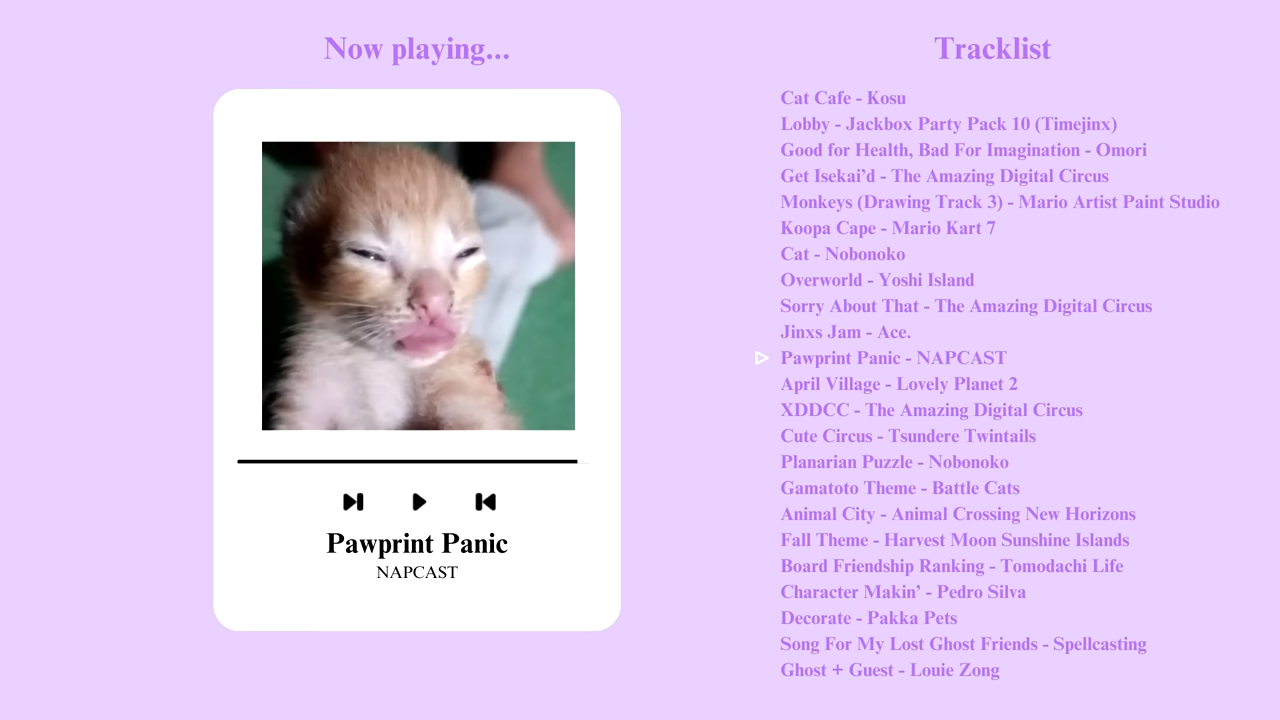 Now playing...
Pawprint Panic
NAPCAST
Tracklist
Cat Cafe - Kosu
Lobby - Jackbox Party Pack 10 (Timejinx)
Good for Health, Bad For Imagination - Omori
Get Isekai’d - The Amazing Digital Circus
Monkeys (Drawing Track 3) - Mario Artist Paint Studio
Koopa Cape - Mario Kart 7
Cat - Nobonoko
Overworld - Yoshi Island
Sorry About That - The Amazing Digital Circus
Jinxs Jam - Ace.
Pawprint Panic - NAPCAST
April Village - Lovely Planet 2
XDDCC - The Amazing Digital Circus
Cute Circus - Tsundere Twintails
Planarian Puzzle - Nobonoko
Gamatoto Theme - Battle Cats
Animal City - Animal Crossing New Horizons
Fall Theme - Harvest Moon Sunshine Islands
Board Friendship Ranking - Tomodachi Life
Character Makin’ - Pedro Silva
Decorate - Pakka Pets
Song For My Lost Ghost Friends - Spellcasting
Ghost + Guest - Louie Zong